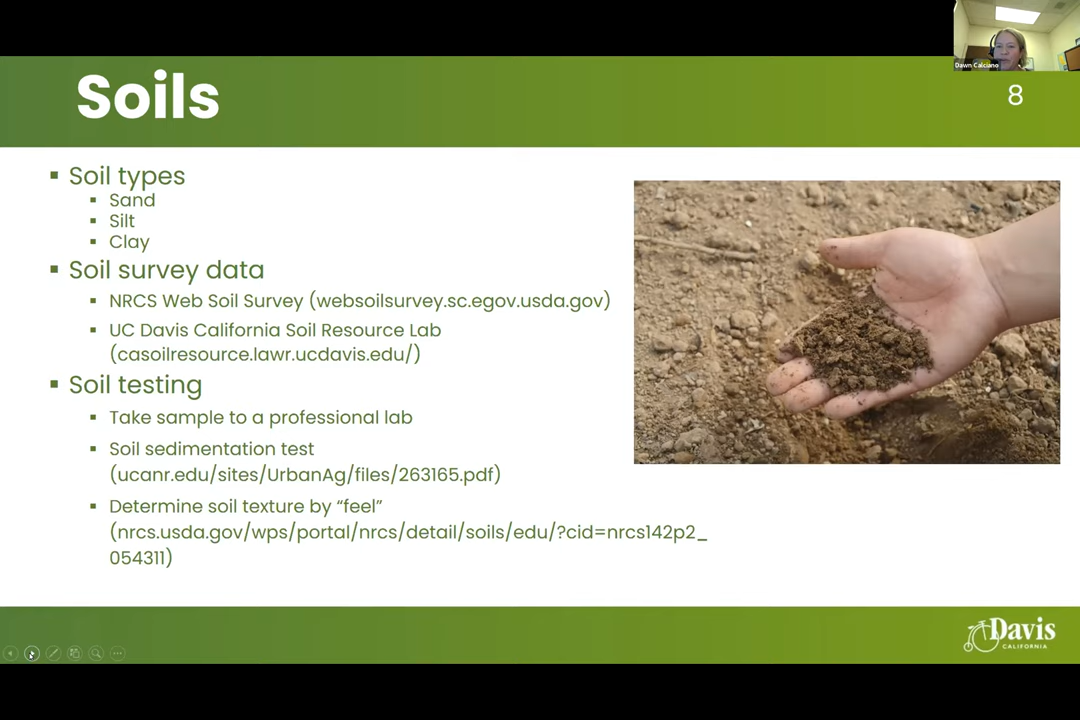 Dawn Calciano
Soils
8
Soil types
Sand
Silt
Clay
Soil survey data
NRCS Web Soil Survey (websoilsurvey.sc.egov.usda.gov)
UC Davis California Soil Resource Lab
(casoilresource.lawr.ucdavis.edu/)
Soil testing
Take sample to a professional lab
Soil sedimentation test
(ucanr.edu/sites/UrbanAg/files/263165.pdf)
Determine soil texture by “feel”
(nrcs.usda.gov/wps/portal/nrcs/detail/soils/edu/?cid=nrcs142p2_
054311)
Davis
CALIFORNIA